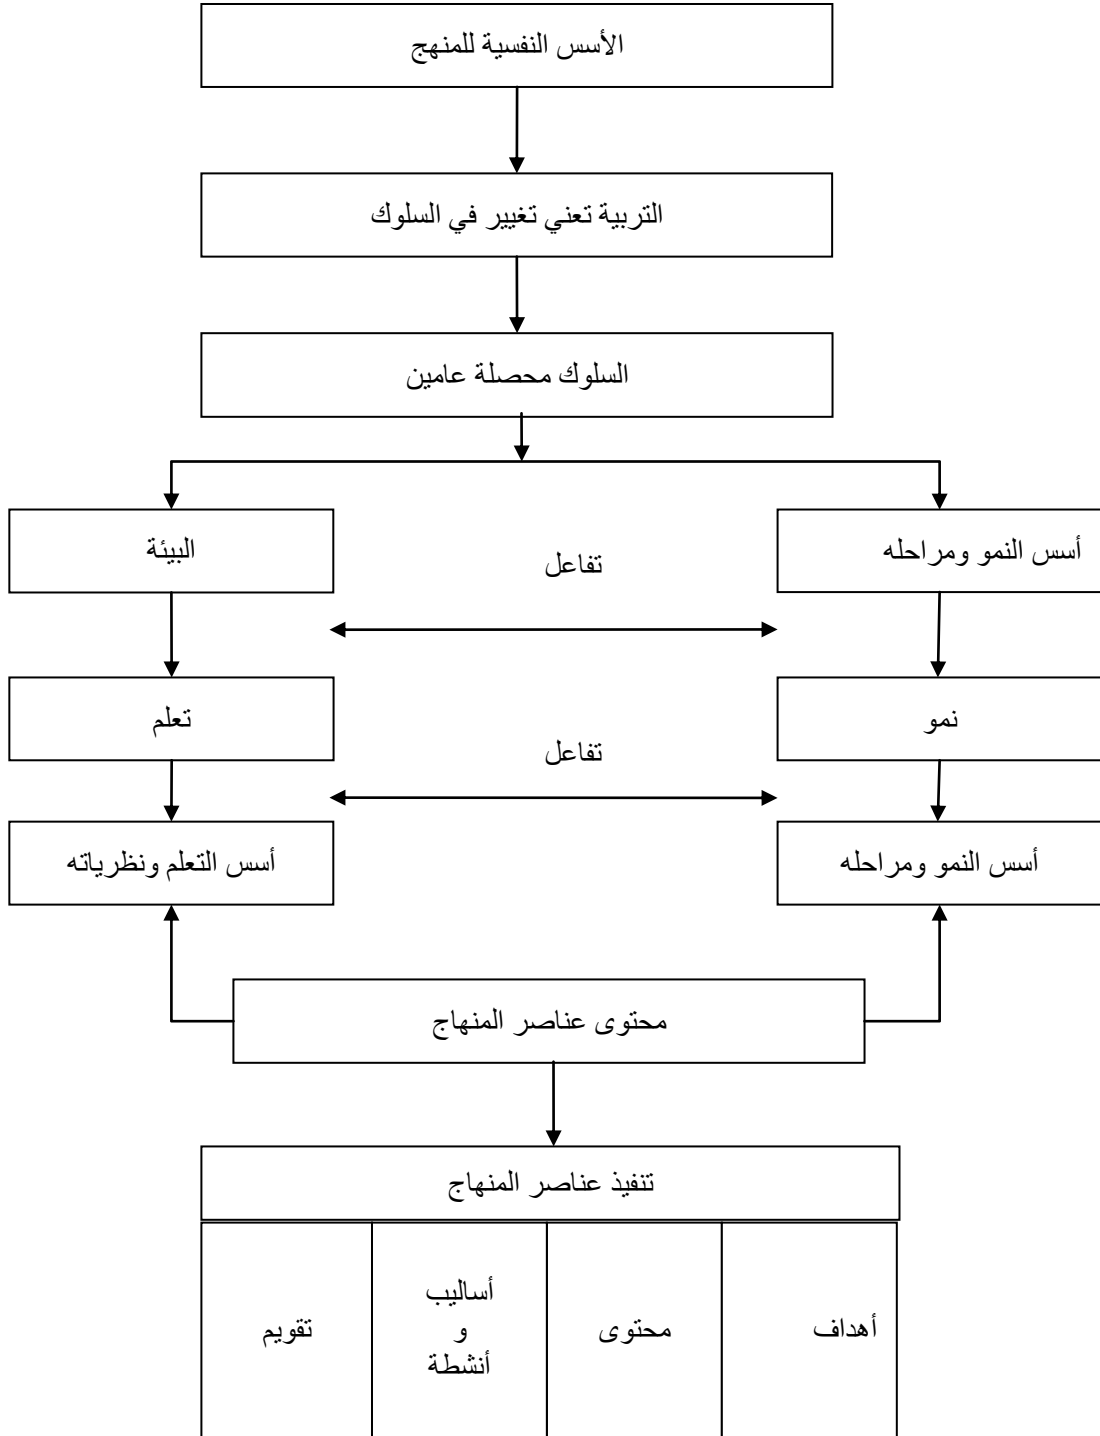 الأسس النفسية للمنهج
التربية تعني تغيير في السلوك
السلوك محصلة عامين
أسس النمو ومراحله
تفاعل
البيئة
نمو
تفاعل
تعلم
أسس النمو ومراحله
أسس التعلم ونظرياته
محتوى عناصر المنهاج
تنفيذ عناصر المنهاج
أهداف
محتوى
أساليب
و
أنشطة
تقويم